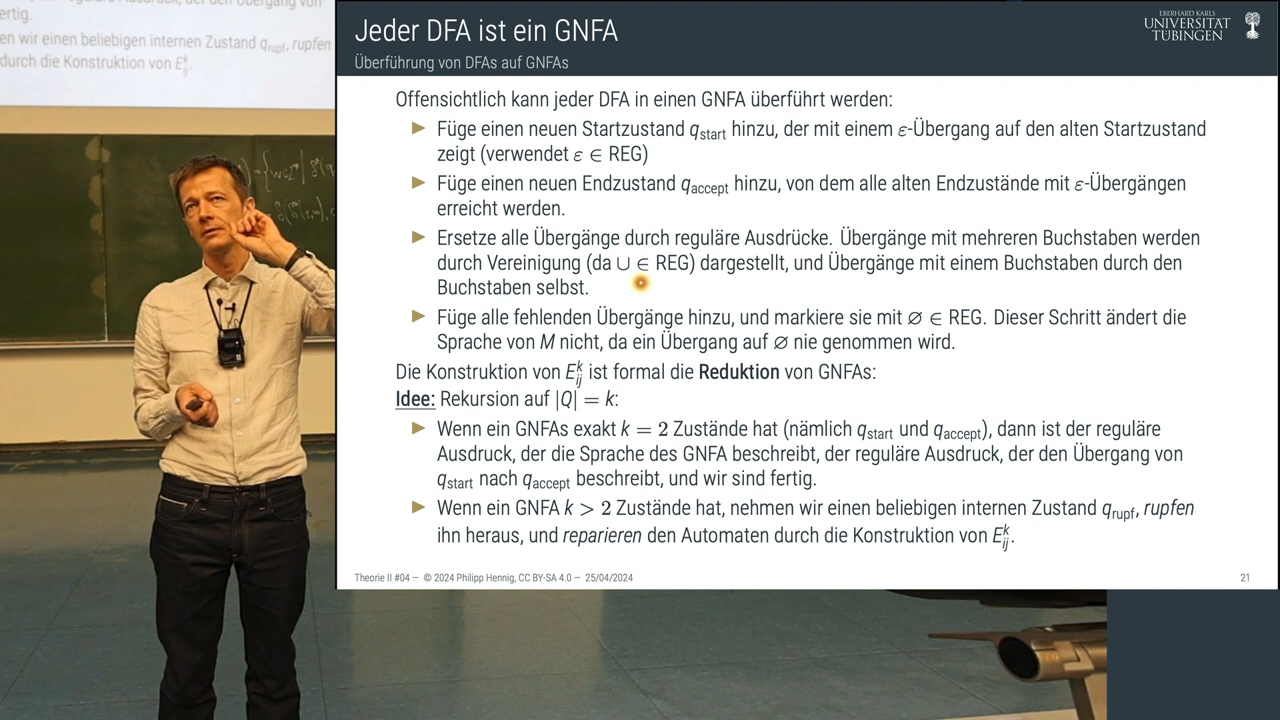 ertig.
en wir einen beliebigen internen Zustand q_rupf, rupfen
durch die Konstruktion von E^k_ij.
Jeder DFA ist ein GNFA
Überführung von DFAs auf GNFAs
EBERHARD KARLS
UNIVERSITÄT
TÜBINGEN
Offensichtlich kann jeder DFA in einen GNFA überführt werden:
▶ Füge einen neuen Startzustand q_start hinzu, der mit einem ε-Übergang auf den alten Startzustand
zeigt (verwendet ε ∈ REG)
▶ Füge einen neuen Endzustand q_accept hinzu, von dem alle alten Endzustände mit ε-Übergängen
erreicht werden.
▶ Ersetze alle Übergänge durch reguläre Ausdrücke. Übergänge mit mehreren Buchstaben werden
durch Vereinigung (da ∪ ∈ REG) dargestellt, und Übergänge mit einem Buchstaben durch den
Buchstaben selbst.
▶ Füge alle fehlenden Übergänge hinzu, und markiere sie mit ∅ ∈ REG. Dieser Schritt ändert die
Sprache von M nicht, da ein Übergang auf ∅ nie genommen wird.
Die Konstruktion von E^k_ij ist formal die Reduktion von GNFAs:
Idee: Rekursion auf |Q| = k:
▶ Wenn ein GNFAs exakt k = 2 Zustände hat (nämlich q_start und q_accept), dann ist der reguläre
Ausdruck, der die Sprache des GNFA beschreibt, der reguläre Ausdruck, der den Übergang von
q_start nach q_accept beschreibt, und wir sind fertig.
▶ Wenn ein GNFA k > 2 Zustände hat, nehmen wir einen beliebigen internen Zustand q_rupf, rupfen
ihn heraus, und reparieren den Automaten durch die Konstruktion von E^k_ij.
Theorie II #04 — © 2024 Philipp Hennig, CC BY-SA 4.0 — 25/04/2024
21